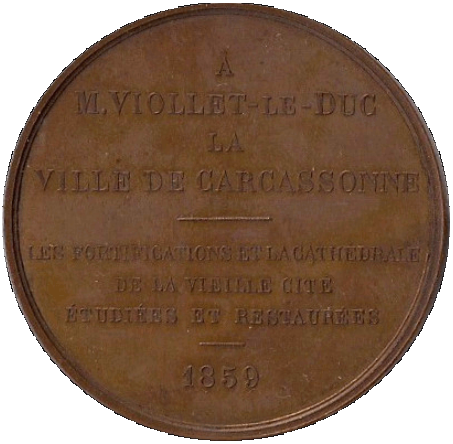 À
M. VIOLLET-LE-DUC
LA
VILLE DE CARCASSONNE
LES FORTIFICATIONS ET LA CATHEDRALE
DE LA VIEILLE CITÉ
ÉTUDIÉES ET RESTAURÉES
1859